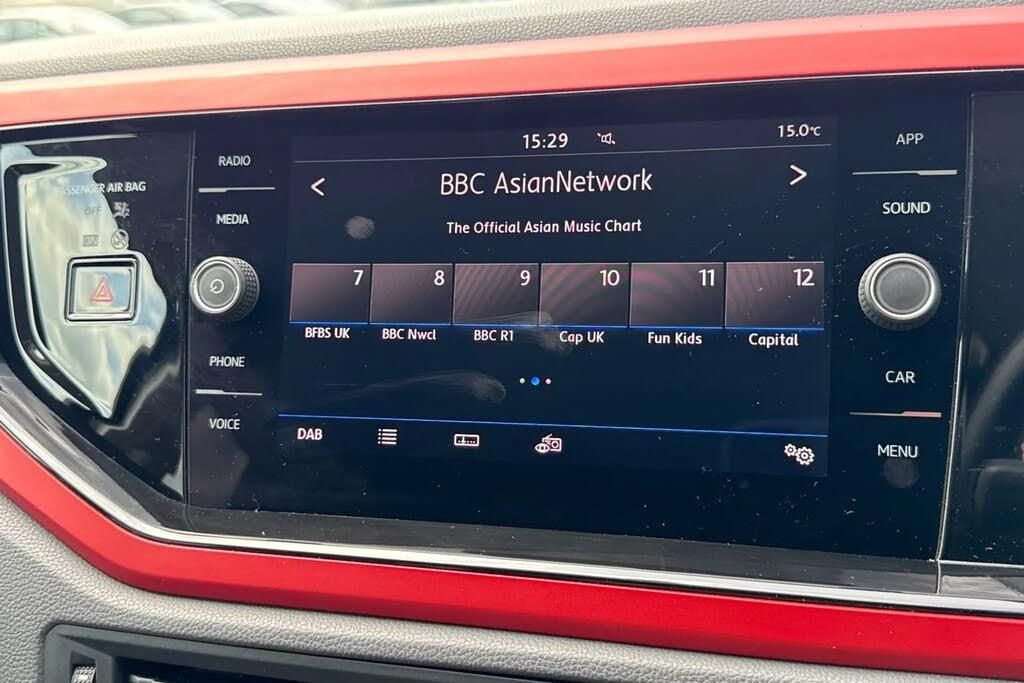 PASSENGER AIR BAG
OFF
ON
RADIO
MEDIA
PHONE
VOICE
15:29
15.0°C
< BBC AsianNetwork >
The Official Asian Music Chart
7 8 9 10 11 12
BFBS UK BBC Nwcl BBC R1 Cap UK Fun Kids Capital
DAB
APP
SOUND
CAR
MENU